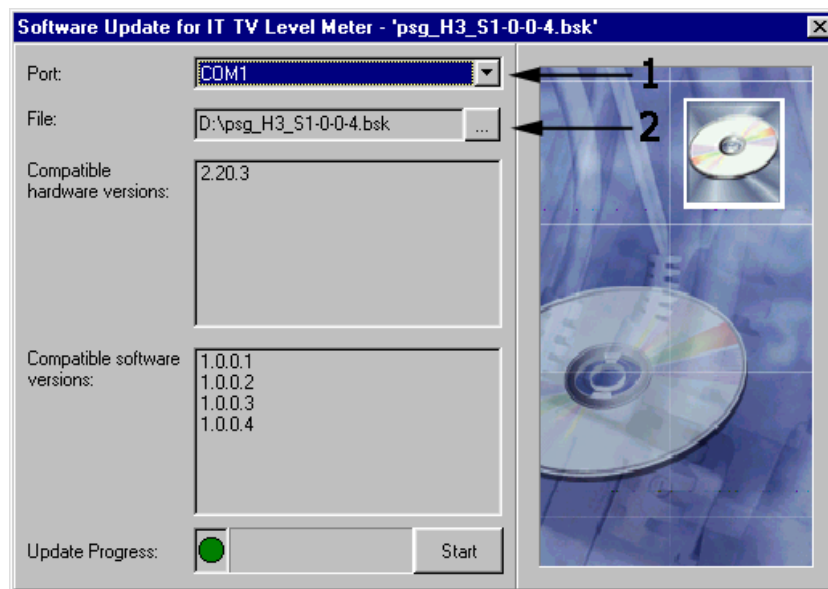 Software Update for IT TV Level Meter - 'psg_H3_S1-0-0-4.bsk'
Port:
COM1
1
File:
D:\psg_H3_S1-0-0-4.bsk
...
2
Compatible
hardware versions:
2.20.3
Compatible software
versions:
1.0.0.1
1.0.0.2
1.0.0.3
1.0.0.4
Update Progress:
Start